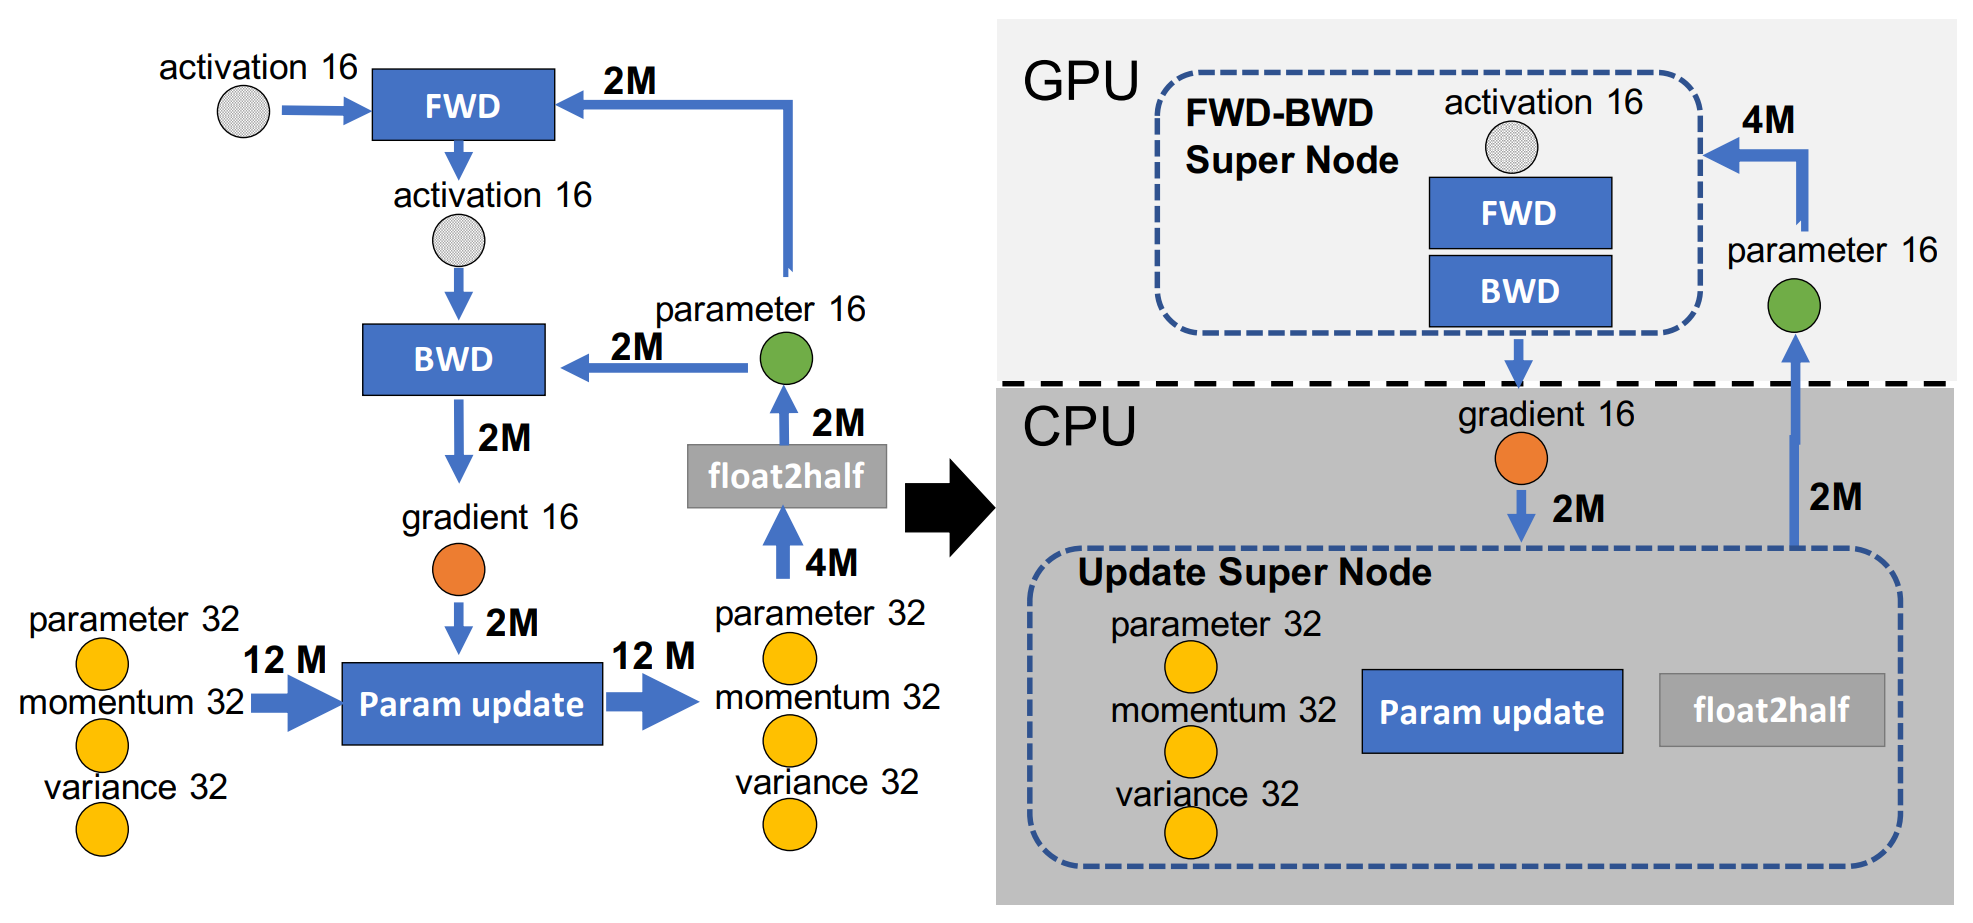 activation 16
FWD
2M
activation 16
parameter 16
BWD
2M
2M
2M
float2half
gradient 16
4M
2M
parameter 32
12 M
momentum 32
variance 32
Param update
12 M
parameter 32
momentum 32
variance 32
GPU
FWD-BWD
Super Node
activation 16
FWD
BWD
4M
parameter 16
CPU
gradient 16
2M
2M
Update Super Node
parameter 32
momentum 32
variance 32
Param update
float2half